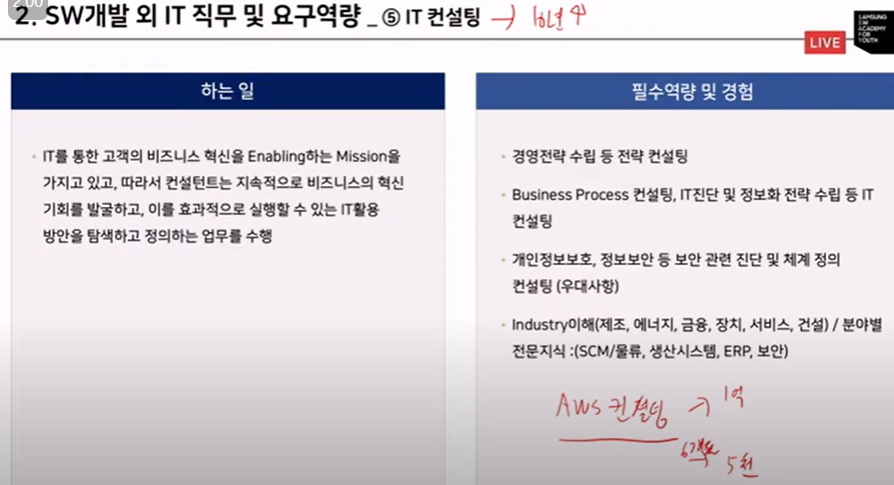 2:00
2. SW개발 외 IT 직무 및 요구역량 _ ⑤ IT 컨설팅 → 10년
LIVE
SAMSUNG
SW
ACADEMY
FOR
YOUTH
하는 일
• IT를 통한 고객의 비즈니스 혁신을 Enabling하는 Mission을
가지고 있고, 따라서 컨설턴트는 지속적으로 비즈니스의 혁신
기회를 발굴하고, 이를 효과적으로 실행할 수 있는 IT활용
방안을 탐색하고 정의하는 업무를 수행
필수역량 및 경험
• 경영전략 수립 등 전략 컨설팅
• Business Process 컨설팅, IT진단 및 정보화 전략 수립 등 IT
컨설팅
• 개인정보보호, 정보보안 등 보안 관련 진단 및 체계 정의
컨설팅 (우대사항)
• Industry이해(제조, 에너지, 금융, 장치, 서비스, 건설) / 분야별
전문지식 :(SCM/물류, 생산시스템, ERP, 보안)
AWS 컨설팅 → 1억
5천